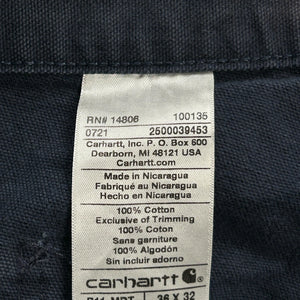 RN# 14806 100135
0721 2500039453
Carhartt, Inc. P.O. Box 600
Dearborn, MI 48121 USA
Carhartt.com
Made in Nicaragua
Fabriqué au Nicaragua
Hecho en Nicaragua
100% Cotton
Exclusive of Trimming
100% Coton
Sans garniture
100% Algodón
Sin incluir adorno
carhartt
B11-MDT 36 X 32